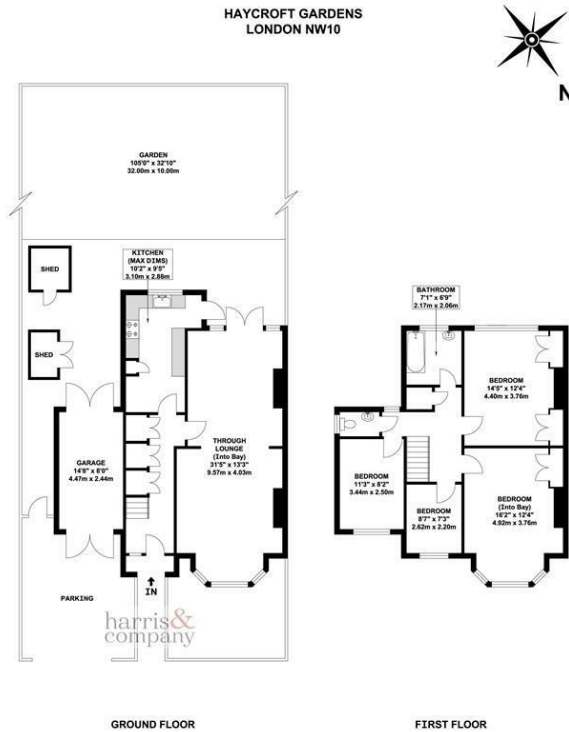 HAYCROFT GARDENS
LONDON NW10
N
GARDEN
105'0" x 32'10"
32.00m x 10.00m
SHED
KITCHEN
(MAX DIMS)
10'2" x 9'5"
3.10m x 2.88m
SHED
GARAGE
14'8" x 8'0"
4.47m x 2.44m
THROUGH
LOUNGE
(Into Bay)
31'5" x 13'3"
9.57m x 4.03m
PARKING
IN
harris&
company
GROUND FLOOR
BATHROOM
7'1" x 6'9"
2.17m x 2.06m
BEDROOM
14'5" x 12'4"
4.40m x 3.76m
BEDROOM
11'3" x 8'2"
3.44m x 2.50m
BEDROOM
8'7" x 7'3"
2.62m x 2.20m
BEDROOM
(Into Bay)
16'2" x 12'4"
4.92m x 3.76m
FIRST FLOOR